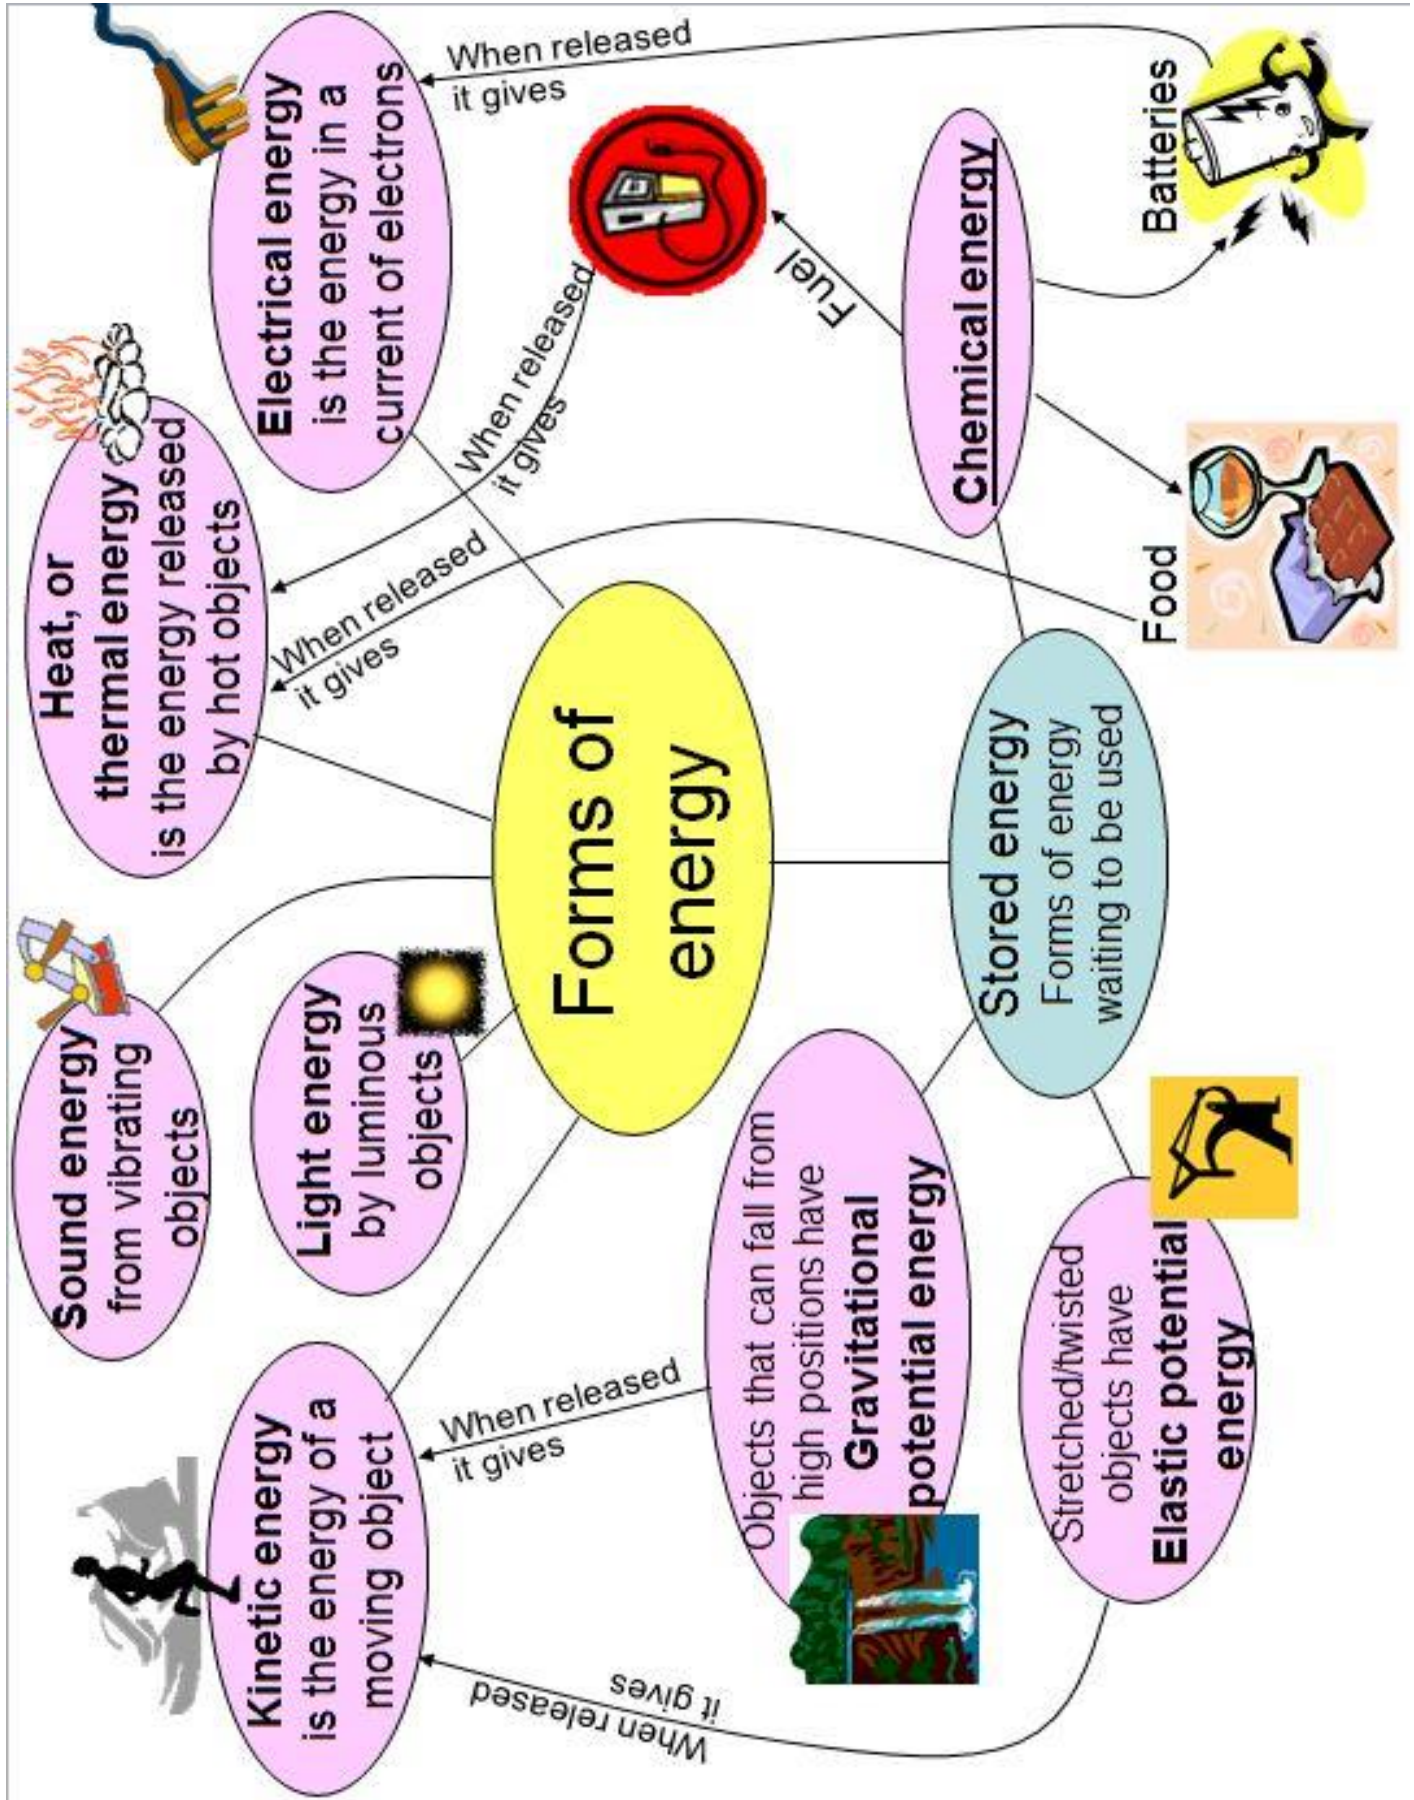 Kinetic energy
is the energy of a
moving object
Sound energy
from vibrating
objects
Light energy
by luminous
objects
Heat, or
thermal energy
is the energy released
by hot objects
Electrical energy
is the energy in a
current of electrons
When released
it gives
When released
it gives
When released
it gives
When released
it gives
When released
it gives
Forms of
energy
Fuel
Objects that can fall from
high positions have
Gravitational
potential energy
Stored energy
Forms of energy
waiting to be used
Chemical energy
Stretched/twisted
objects have
Elastic potential
energy
Food
Batteries